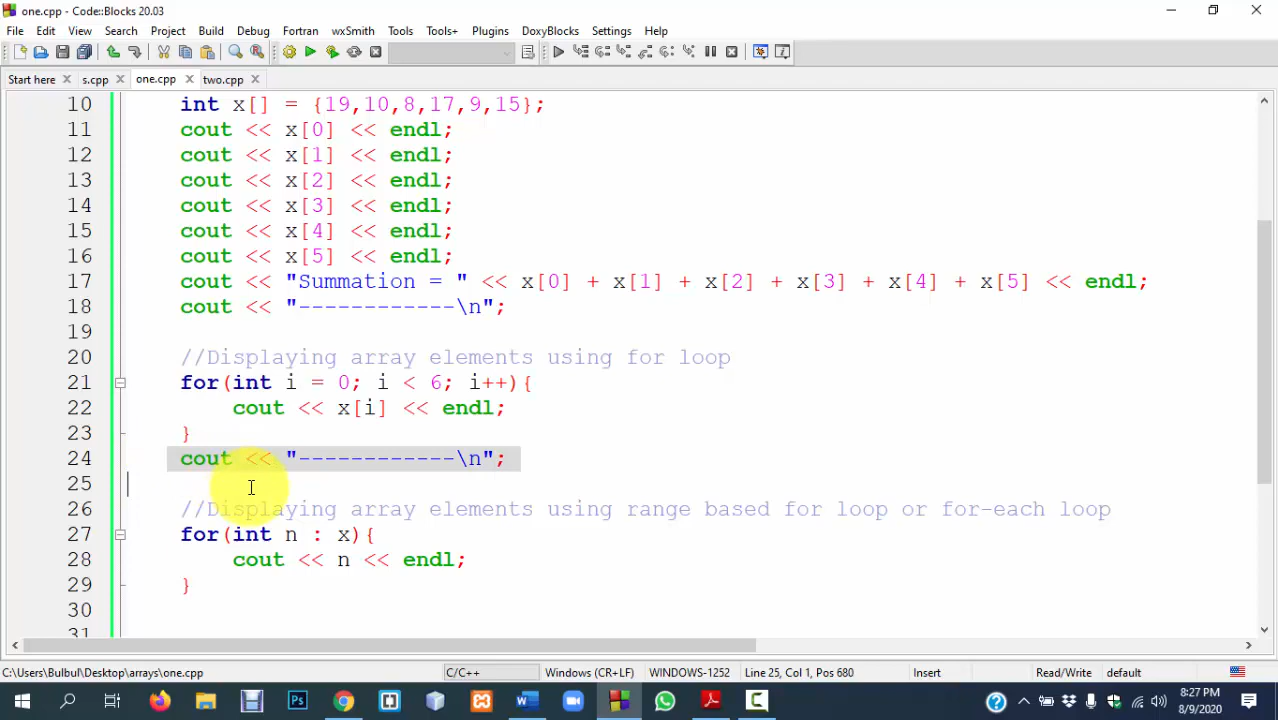 one.cpp - Code::Blocks 20.03
File Edit View Search Project Build Debug Fortran wxSmith Tools Tools+ Plugins DoxyBlocks Settings Help
Start here s.cpp one.cpp two.cpp
10 int x[] = {19,10,8,17,9,15};
11 cout << x[0] << endl;
12 cout << x[1] << endl;
13 cout << x[2] << endl;
14 cout << x[3] << endl;
15 cout << x[4] << endl;
16 cout << x[5] << endl;
17 cout << "Summation = " << x[0] + x[1] + x[2] + x[3] + x[4] + x[5] << endl;
18 cout << "------------\n";
19
20 //Displaying array elements using for loop
21 for(int i = 0; i < 6; i++){
22 cout << x[i] << endl;
23 }
24 cout << "------------\n";
25
26 //Displaying array elements using range based for loop or for-each loop
27 for(int n : x){
28 cout << n << endl;
29 }
30
31
C:\Users\Bulbul\Desktop\arrays\one.cpp C/C++ Windows (CR+LF) WINDOWS-1252 Line 25, Col 1, Pos 680 Insert Read/Write default
8:27 PM
8/9/2020